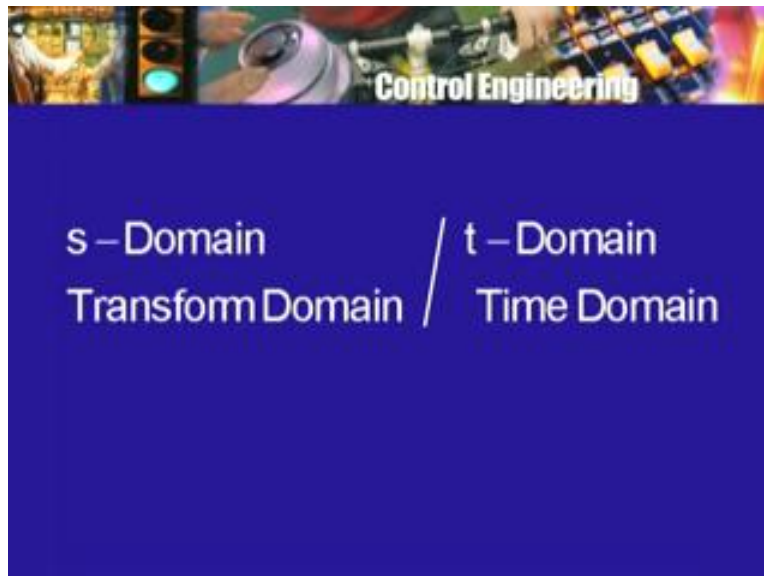 Control Engineering
s – Domain / t – Domain
Transform Domain / Time Domain